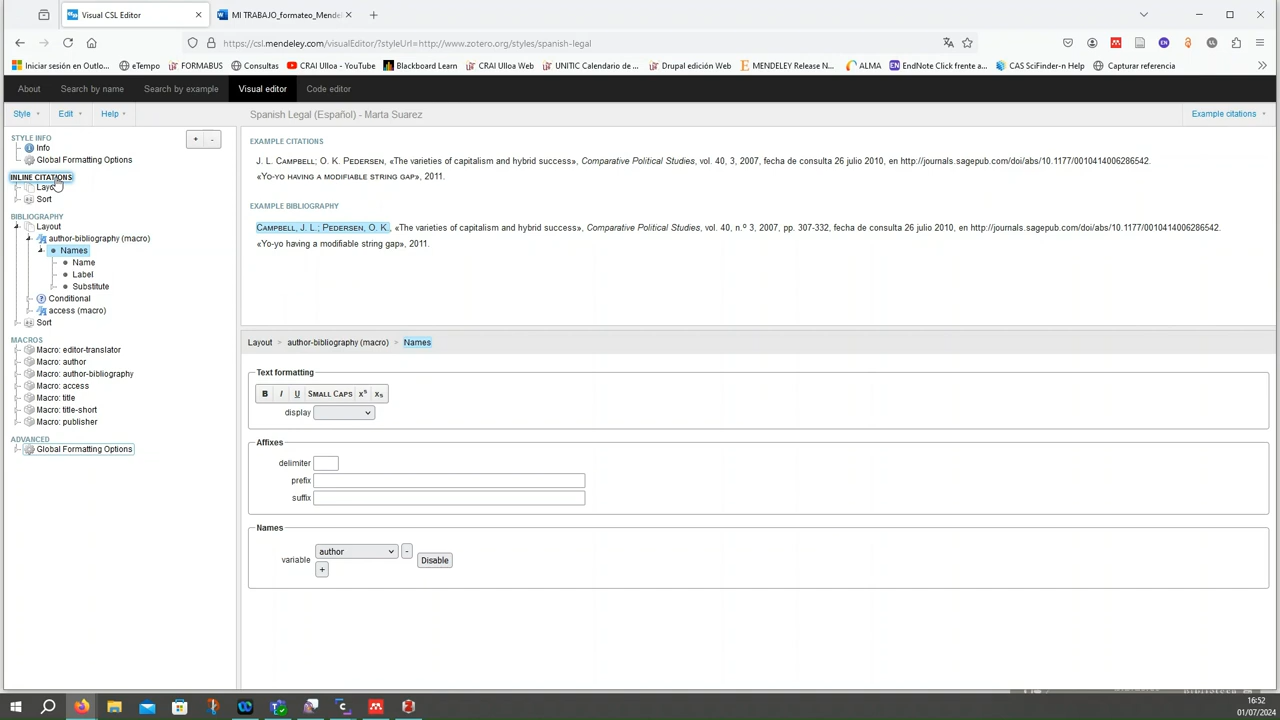 Visual CSL Editor
MI TRABAJO_formateo_Mendel
https://csl.mendeley.com/visualEditor/?styleUrl=http://www.zotero.org/styles/spanish-legal
Iniciar sesión en Outlo...
eTempo
FORMABUS
Consultas
CRAI Ulloa - YouTube
Blackboard Learn
CRAI Ulloa Web
UNITIC Calendario de ...
Drupal edición Web
MENDELEY Release N...
ALMA
EndNote Click frente a...
CAS SciFinder-n Help
Capturar referencia
About
Search by name
Search by example
Visual editor
Code editor
Style
Edit
Help
Spanish Legal (Español) - Marta Suarez
Example citations
STYLE INFO
+ -
Info
Global Formatting Options
INLINE CITATIONS
Layout
Sort
BIBLIOGRAPHY
Layout
author-bibliography (macro)
Names
Name
Label
Substitute
Conditional
access (macro)
Sort
MACROS
Macro: editor-translator
Macro: author
Macro: author-bibliography
Macro: access
Macro: title
Macro: title-short
Macro: publisher
ADVANCED
Global Formatting Options
EXAMPLE CITATIONS
J. L. CAMPBELL; O. K. PEDERSEN, «The varieties of capitalism and hybrid success», Comparative Political Studies, vol. 40, 3, 2007, fecha de consulta 26 julio 2010, en http://journals.sagepub.com/doi/abs/10.1177/0010414006286542.
«YO-YO HAVING A MODIFIABLE STRING GAP», 2011.
EXAMPLE BIBLIOGRAPHY
CAMPBELL, J. L.; PEDERSEN, O. K., «The varieties of capitalism and hybrid success», Comparative Political Studies, vol. 40, n.º 3, 2007, pp. 307-332, fecha de consulta 26 julio 2010, en http://journals.sagepub.com/doi/abs/10.1177/0010414006286542.
«Yo-yo having a modifiable string gap», 2011.
Layout > author-bibliography (macro) > Names
Text formatting
B I U SMALL CAPS x^s x_s
display
Affixes
delimiter
prefix
suffix
Names
variable
author
-
+
Disable
16:52
01/07/2024